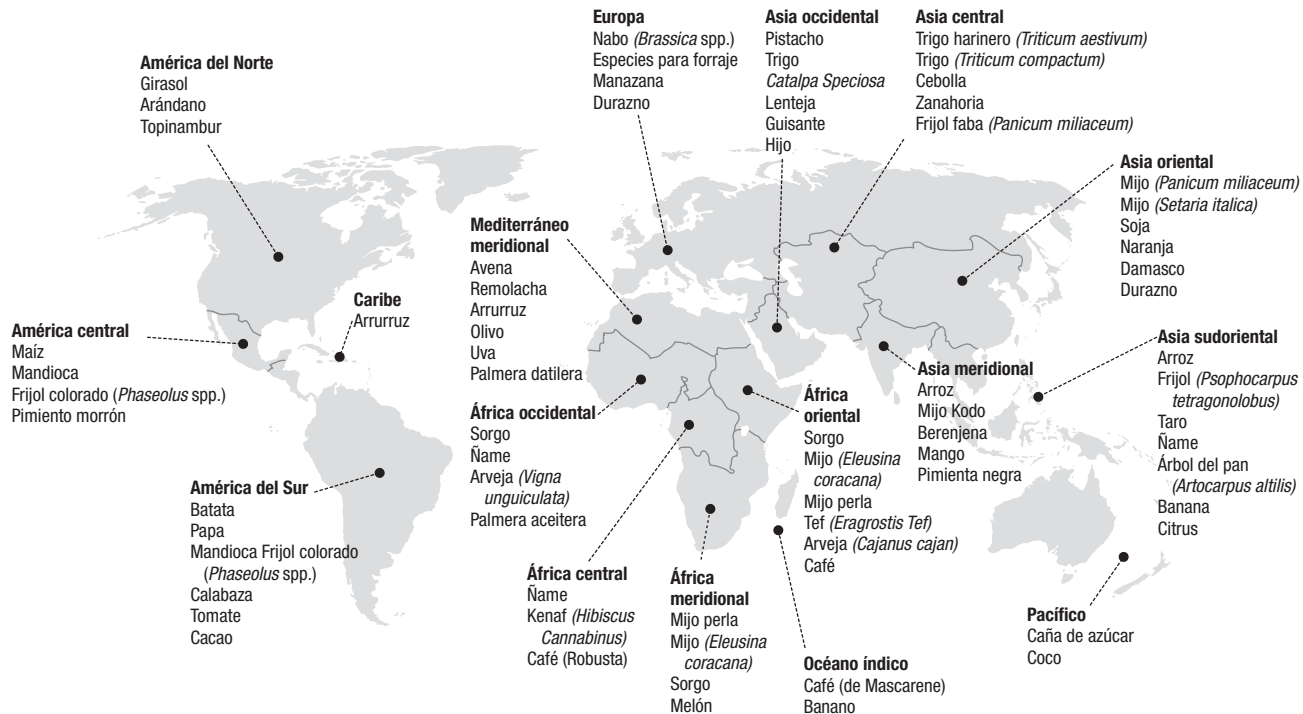 América del Norte
Girasol
Arándano
Topinambur
Europa
Nabo (Brassica spp.)
Especies para forraje
Manazana
Durazno
Asia occidental
Pistacho
Trigo
Catalpa Speciosa
Lenteja
Guisante
Hijo
Asia central
Trigo harinero (Triticum aestivum)
Trigo (Triticum compactum)
Cebolla
Zanahoria
Frijol faba (Panicum miliaceum)
Asia oriental
Mijo (Panicum miliaceum)
Mijo (Setaria italica)
Soja
Naranja
Damasco
Durazno
Mediterráneo
meridional
Avena
Remolacha
Arrurruz
Olivo
Uva
Palmera datilera
Caribe
Arrurruz
América central
Maíz
Mandioca
Frijol colorado (Phaseolus spp.)
Pimiento morrón
América del Sur
Batata
Papa
Mandioca Frijol colorado
(Phaseolus spp.)
Calabaza
Tomate
Cacao
África occidental
Sorgo
Ñame
Arveja (Vigna
unguiculata)
Palmera aceitera
África central
Ñame
Kenaf (Hibiscus
Cannabinus)
Café (Robusta)
África
meridional
Mijo perla
Mijo (Eleusina
coracana)
Sorgo
Melón
África
oriental
Sorgo
Mijo (Eleusina
coracana)
Mijo perla
Tef (Eragrostis Tef)
Arveja (Cajanus cajan)
Café
Océano índico
Café (de Mascarene)
Banano
Asia meridional
Arroz
Mijo Kodo
Berenjena
Mango
Pimienta negra
Asia sudoriental
Arroz
Frijol (Psophocarpus
tetragonolobus)
Taro
Ñame
Árbol del pan
(Artocarpus altilis)
Banana
Citrus
Pacífico
Caña de azúcar
Coco